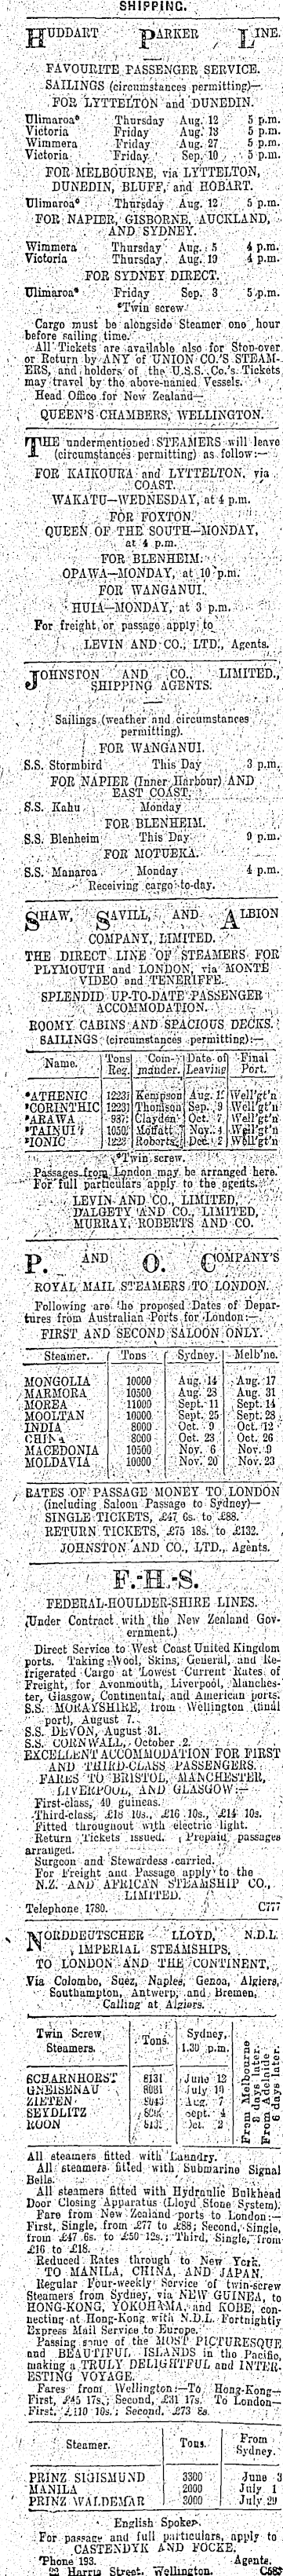 SHIPPING.
HUDDART PARKER LINE.
FAVOURITE PASSENGER SERVICE.
SAILINGS (circumstances permitting)—
FOR LYTTELTON and DUNEDIN.
Ulimaroa* Thursday Aug. 12 5 p.m.
Victoria Friday Aug. 13 5 p.m.
Wimmera Friday Aug. 27 5 p.m.
Victoria Friday Sep. 10 5 p.m.
FOR MELBOURNE, via LYTTELTON,
DUNEDIN, BLUFF, and HOBART.
Ulimaroa* Thursday Aug. 12 5 p.m.
FOR NAPIER, GISBORNE, AUCKLAND,
AND SYDNEY.
Wimmera Thursday Aug. 5 4 p.m.
Victoria Thursday Aug. 19 4 p.m.
FOR SYDNEY DIRECT.
Ulimaroa* Friday Sep. 3 5 p.m.
*Twin screw
Cargo must be alongside Steamer one hour
before sailing time.
All Tickets are available also for Stop-over
or Return by ANY of UNION CO.'S STEAM-
ERS, and holders of the U.S.S. Co.'s Tickets
may travel by the above-named Vessels.
Head Office for New Zealand—
QUEEN'S CHAMBERS, WELLINGTON.
THE undermentioned STEAMERS will leave
(circumstances permitting) as follow:—
FOR KAIKOURA and LYTTELTON, via
COAST.
WAKATU—WEDNESDAY, at 4 p.m.
FOR FOXTON.
QUEEN OF THE SOUTH—MONDAY,
at 4 p.m.
FOR BLENHEIM.
OPAWA—MONDAY, at 10 p.m.
FOR WANGANUI.
HUIA—MONDAY, at 3 p.m.
For freight or passage apply to
LEVIN AND CO., LTD., Agents.
JOHNSTON AND CO., LIMITED,
SHIPPING AGENTS.
Sailings (weather and circumstances
permitting).
FOR WANGANUI.
S.S. Stormbird This Day 3 p.m.
FOR NAPIER (Inner Harbour) AND
EAST COAST.
S.S. Kahu Monday
FOR BLENHEIM.
S.S. Blenheim This Day 9 p.m.
FOR MOTUEKA.
S.S. Manaroa Monday 4 p.m.
Receiving cargo to-day.
SHAW, SAVILL, AND ALBION
COMPANY, LIMITED.
THE DIRECT LINE OF STEAMERS FOR
PLYMOUTH and LONDON, via MONTE
VIDEO and TENERIFFE.
SPLENDID UP-TO-DATE PASSENGER
ACCOMMODATION.
ROOMY CABINS AND SPACIOUS DECKS.
SAILINGS (circumstances permitting):—
Name. Tons Reg. Com- mander. Date of Leaving Final Port.
*ATHENIC 12231 Kempson Aug. Well'gt'n
*CORINTHIC 12231 Thomson Sep. 9 Well'gt'n
*ARAWA Clayden Oct. 7 Well'gt'n
*TAINUI Moffatt Nov. 4 Well'gt'n
*IONIC Roberts Dec. 2 Well'gt'n
*Twin screw.
Passages from London may be arranged here.
For full particulars apply to the agents,
LEVIN AND CO., LIMITED,
DALGETY AND CO., LIMITED,
MURRAY, ROBERTS AND CO.
P. AND O. COMPANY'S
ROYAL MAIL STEAMERS TO LONDON.
Following are the proposed Dates of Depar-
tures from Australian Ports for London:—
FIRST AND SECOND SALOON ONLY.
Steamer. Tons Sydney. Melb'ne.
MONGOLIA 10000 Aug. 14 Aug. 17
MARMORA 10500 Aug. 28 Aug. 31
MOREA 11000 Sept. 11 Sept. 14
MOOLTAN 10000 Sept. 25 Sept. 28
INDIA 8000 Oct. 9 Oct. 12
CHINA 8000 Oct. 23 Oct. 26
MACEDONIA 10500 Nov. 6 Nov. 9
MOLDAVIA 10000 Nov. 20 Nov. 23
RATES OF PASSAGE MONEY TO LONDON
(including Saloon Passage to Sydney)—
SINGLE TICKETS, £47 6s. to £88.
RETURN TICKETS, £75 18s. to £132.
JOHNSTON AND CO., LTD., Agents.
F.-H.-S.
FEDERAL-HOULDER-SHIRE LINES.
(Under Contract with the New Zealand Gov-
ernment.)
Direct Service to West Coast United Kingdom
ports. Taking Wool, Skins, General, and Re-
frigerated Cargo at Lowest Current Rates of
Freight, for Avonmouth, Liverpool, Manches-
ter, Glasgow, Continental, and American ports.
S.S. MORAYSHIRE, from Wellington (final
port), August 7.
S.S. DEVON, August 31.
S.S. CORNWALL, October 2.
EXCELLENT ACCOMMODATION FOR FIRST
AND THIRD-CLASS PASSENGERS.
FARES TO BRISTOL, MANCHESTER,
LIVERPOOL, AND GLASGOW:—
First-class, 40 guineas.
Third-class, £18 10s., £16 10s., £14 10s.
Fitted throughout with electric light.
Return Tickets issued. Prepaid passages
arranged.
Surgeon and Stewardess carried.
For Freight and Passage apply to the
N.Z. AND AFRICAN STEAMSHIP CO.,
LIMITED.
Telephone 1780. C777
NORDDEUTSCHER LLOYD, N.D.L.
IMPERIAL STEAMSHIPS,
TO LONDON AND THE CONTINENT,
Via Colombo, Suez, Naples, Genoa, Algiers,
Southampton, Antwerp, and Bremen,
Calling at Algiers.
Twin Screw Steamers. Tons. Sydney, 1.30 p.m. From Melbourne 3 days later. From Adelaide 6 days later.
SCHARNHORST 8131 June 12
GNEISENAU 8081 July 10
ZIETEN Aug. 7
SEYDLITZ Sept. 4
ROON Oct. 2
All steamers fitted with Laundry.
All steamers fitted with Submarine Signal
Bells.
All steamers fitted with Hydraulic Bulkhead
Door Closing Apparatus (Lloyd Stone System).
Fare from New Zealand ports to London:—
First, Single, from £77 to £88; Second, Single,
from £47 6s. to £50 12s.; Third, Single, from
£16 to £18.
Reduced Rates through to New York.
TO MANILA, CHINA, AND JAPAN.
Regular Four-weekly Service of twin-screw
Steamers from Sydney, via NEW GUINEA, to
HONG-KONG, YOKOHAMA, and KOBE, con-
necting at Hong-Kong with N.D.L. Fortnightly
Express Mail Service to Europe.
Passing some of the MOST PICTURESQUE
and BEAUTIFUL ISLANDS in the Pacific,
making a TRULY DELIGHTFUL and INTER-
ESTING VOYAGE.
Fares from Wellington:—To Hong-Kong—
First, £45 17s.; Second, £31 17s. To London—
First, £110 10s.; Second, £73 8s.
Steamer. Tons. From Sydney.
PRINZ SIGISMUND 3300 June 3
MANILA 2000 July 1
PRINZ WALDEMAR 3000 July 29
English Spoken.
For passage and full particulars, apply to
CASTENDYK AND FOCKE,
'Phone 193. Agents.
Harris Street, Wellington. C583